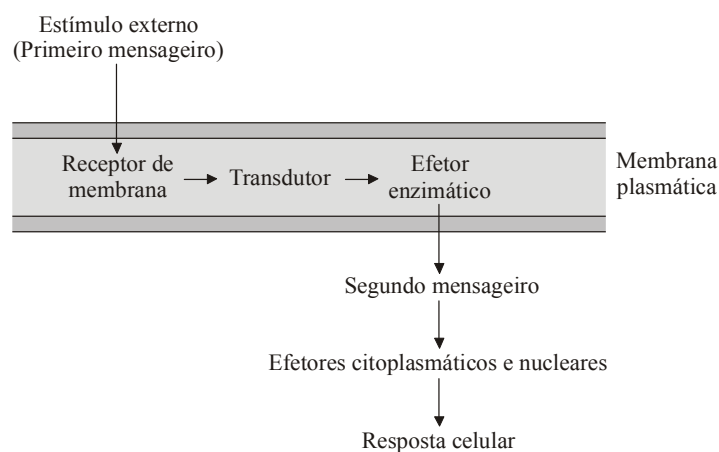 Estímulo externo
(Primeiro mensageiro)
Receptor de
membrana
Transdutor
Efetor
enzimático
Membrana
plasmática
Segundo mensageiro
Efetores citoplasmáticos e nucleares
Resposta celular